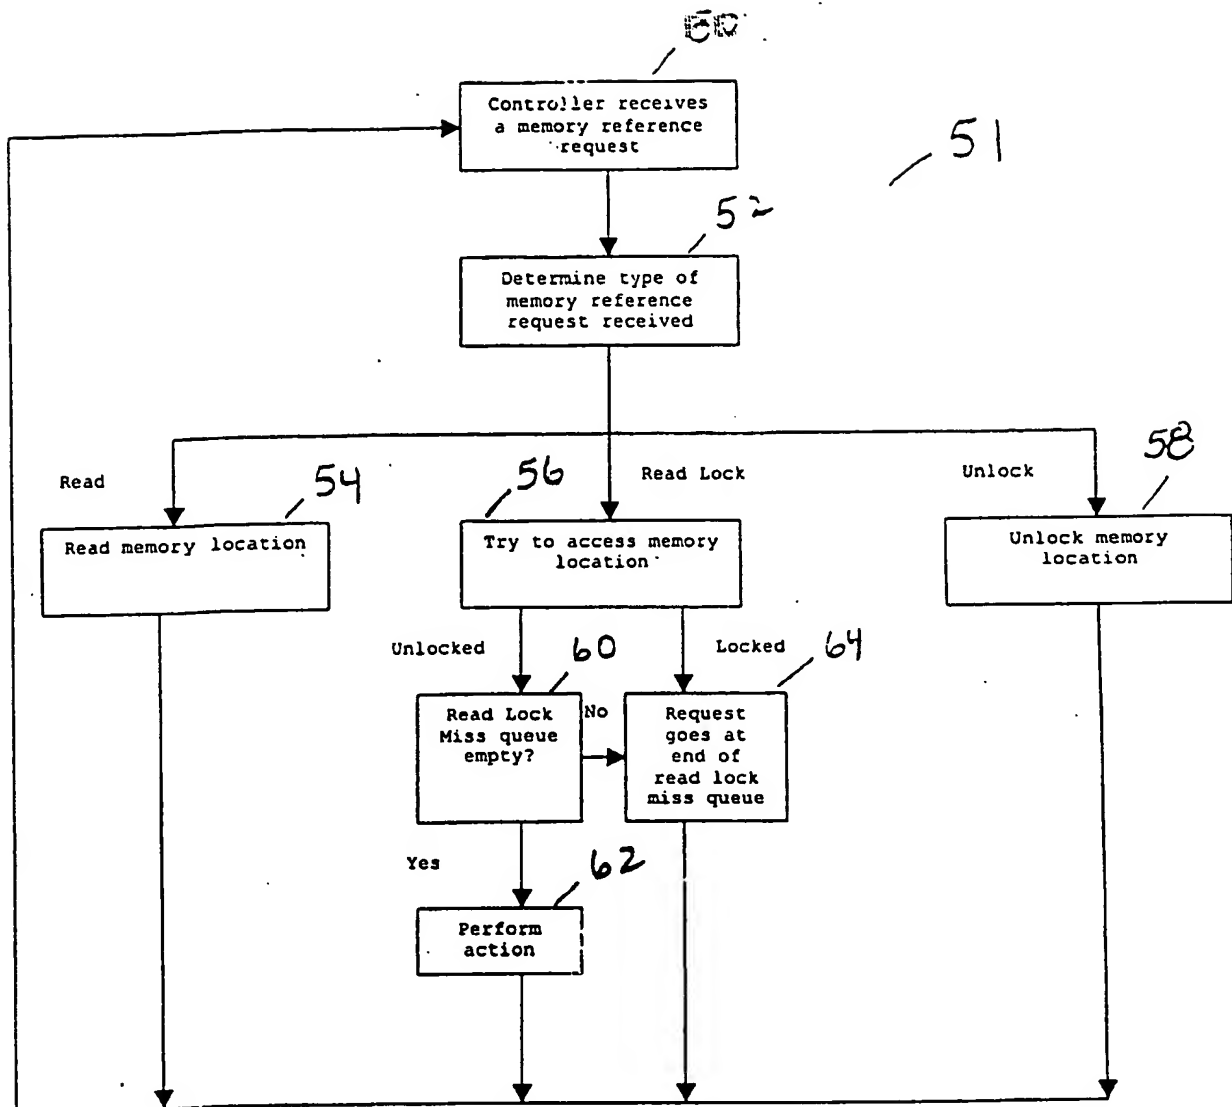 Controller receives
a memory reference
request
51
52
Determine type of
memory reference
request received
Read
54
56
Read Lock
Unlock
58
Read memory location
Try to access memory
location
Unlock memory
location
Unlocked
60
Locked
64
Read Lock
Miss queue
empty?
No
Request
goes at
end of
read lock
miss queue
Yes
62
Perform
action